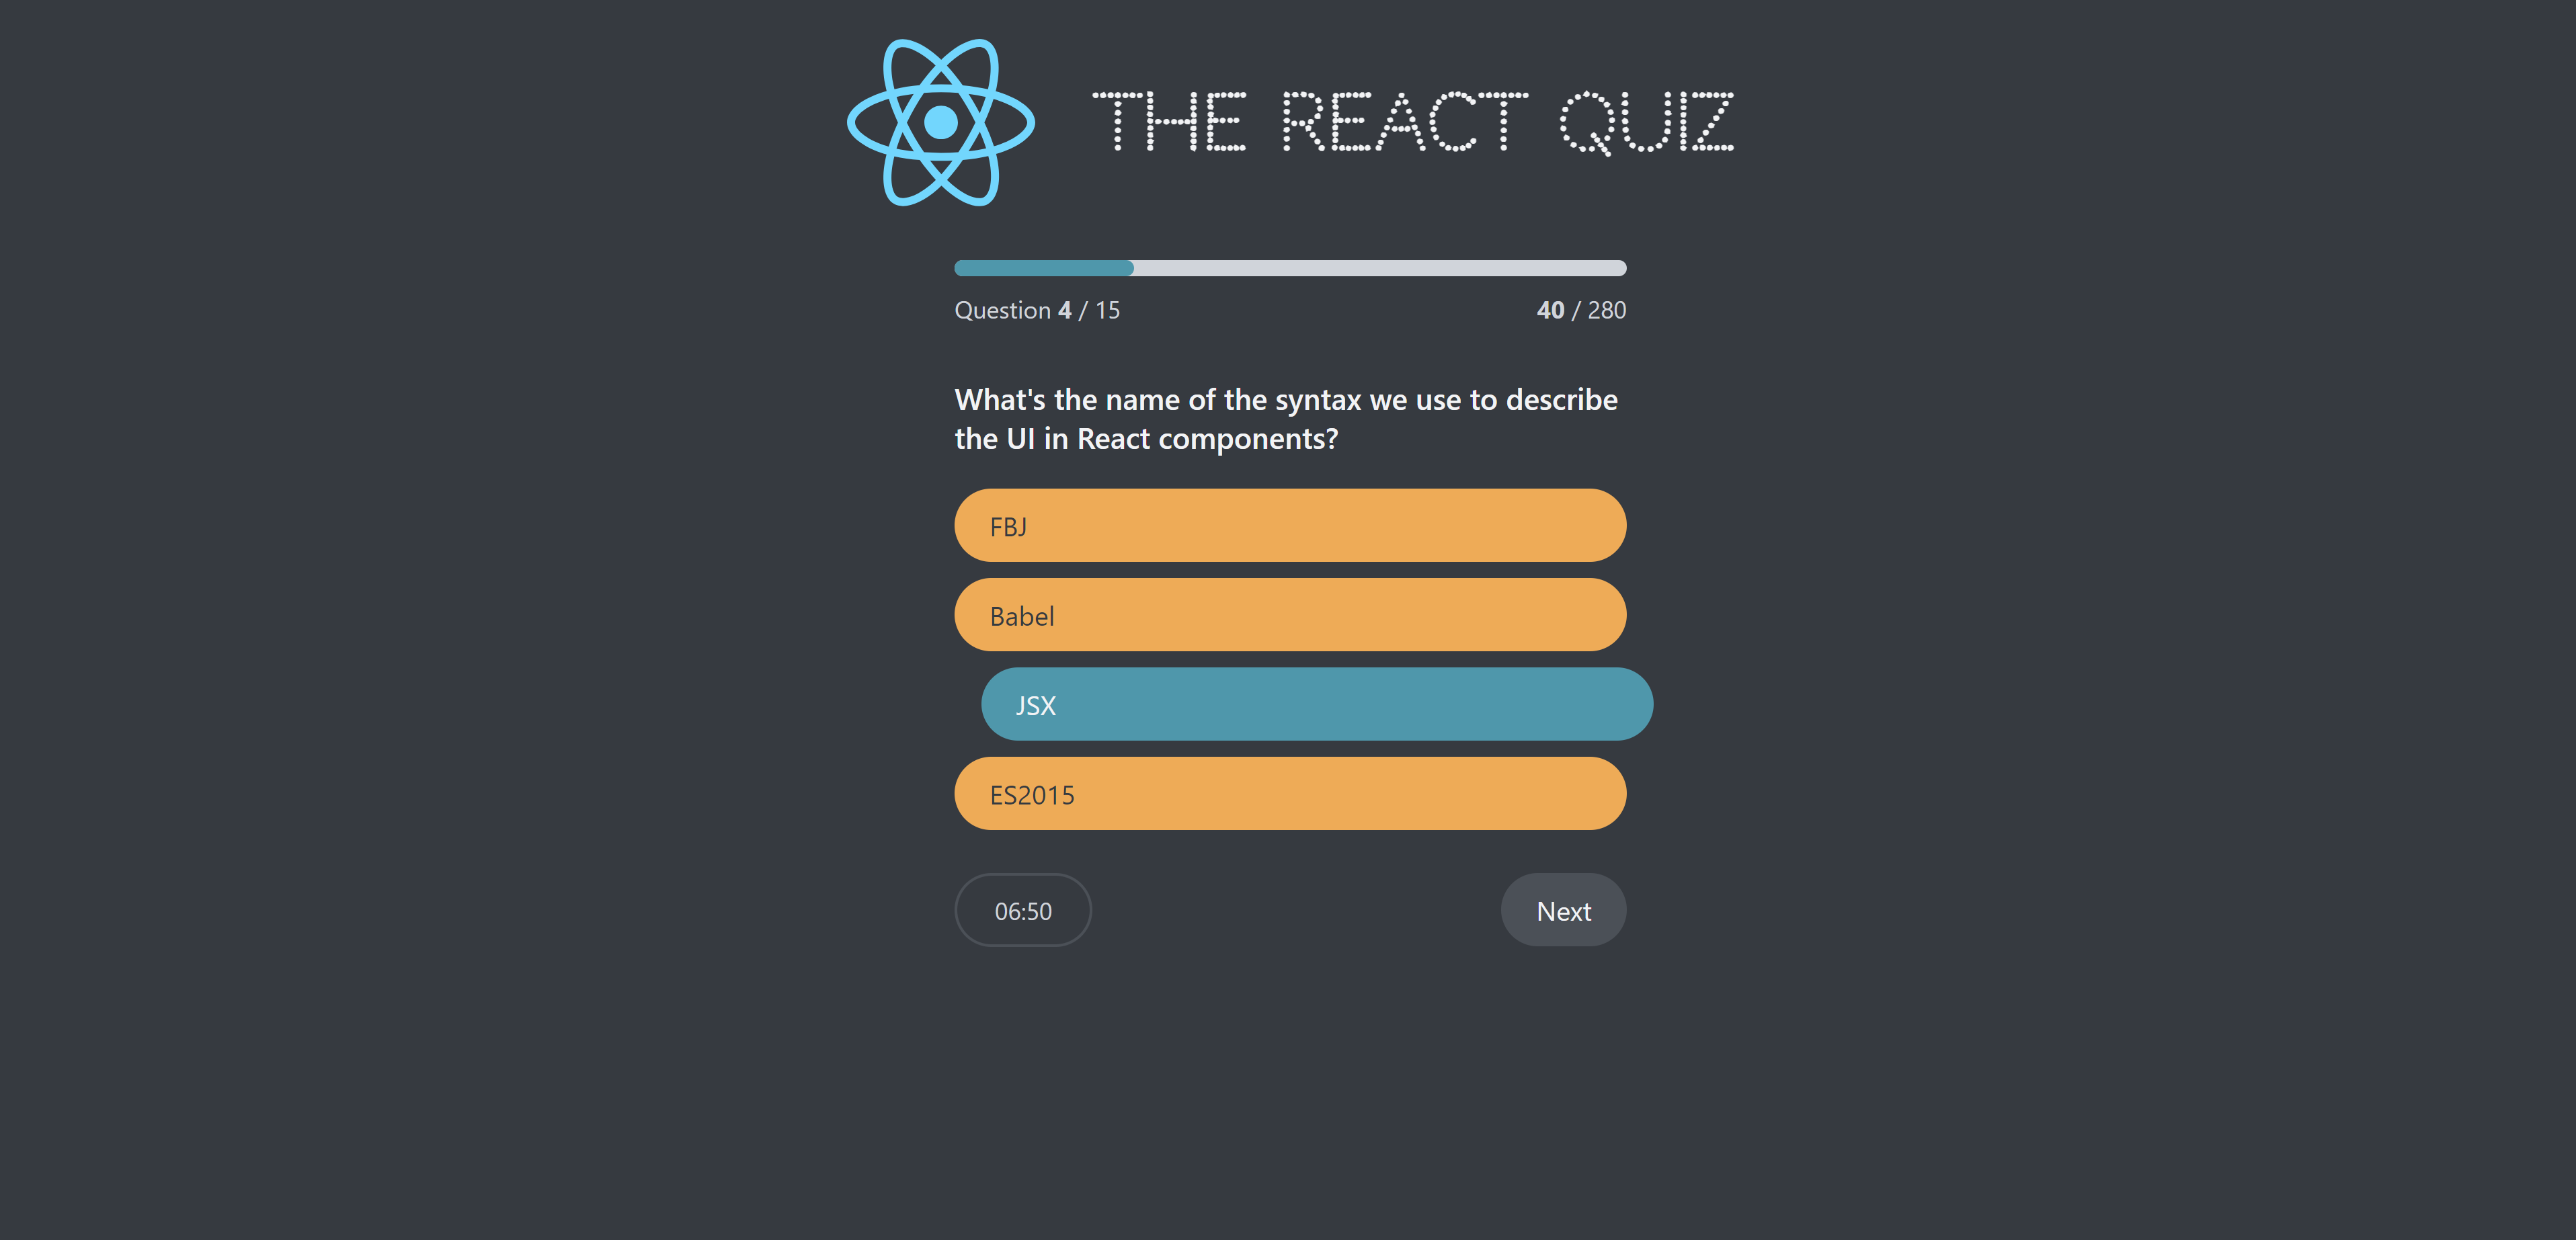 THE REACT QUIZ
Question 4 / 15
40 / 280
What's the name of the syntax we use to describe
the UI in React components?
FBJ
Babel
JSX
ES2015
06:50
Next